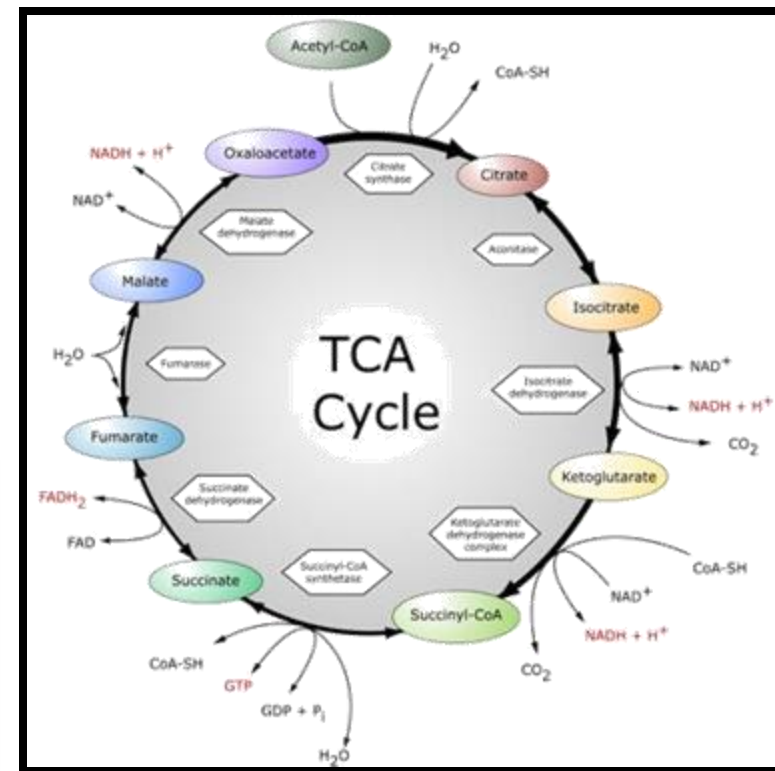 Acetyl-CoA
H₂O
CoA-SH
Oxaloacetate
Citrate
synthase
Citrate
NADH + H⁺
NAD⁺
Malate
dehydrogenase
Aconitase
Malate
Isocitrate
H₂O
Fumarase
TCA
Cycle
Isocitrate
dehydrogenase
NAD⁺
NADH + H⁺
CO₂
Fumarate
Ketoglutarate
FADH₂
FAD
Succinate
dehydrogenase
Ketoglutarate
dehydrogenase
complex
Succinate
Succinyl-CoA
synthetase
Succinyl-CoA
CoA-SH
NAD⁺
NADH + H⁺
CO₂
CoA-SH
GTP
GDP + Pᵢ
H₂O